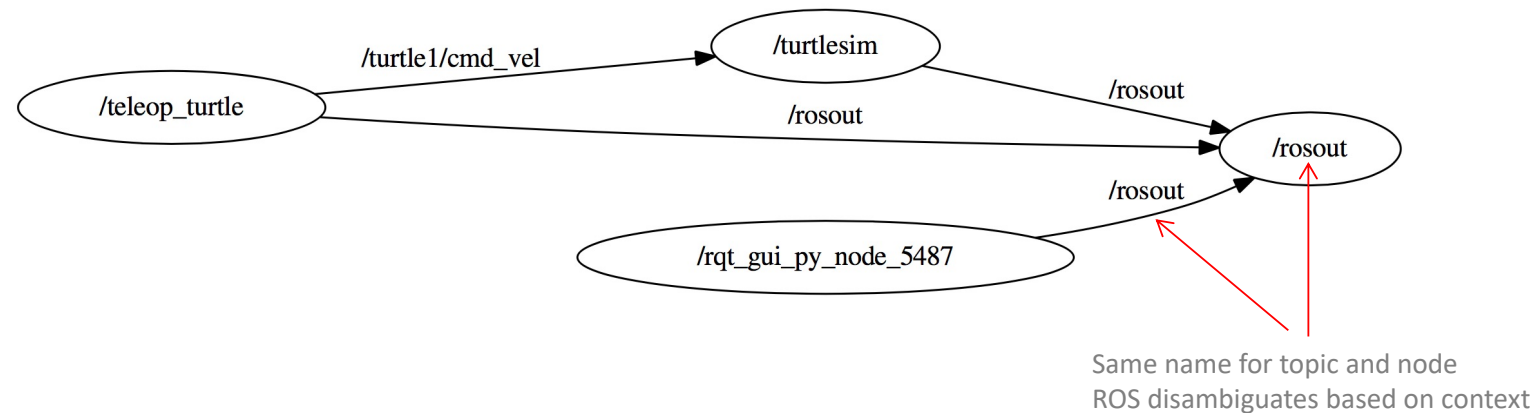 /turtle1/cmd_vel
/turtlesim
/teleop_turtle
/rosout
/rosout
/rosout
/rosout
/rqt_gui_py_node_5487
Same name for topic and node
ROS disambiguates based on context